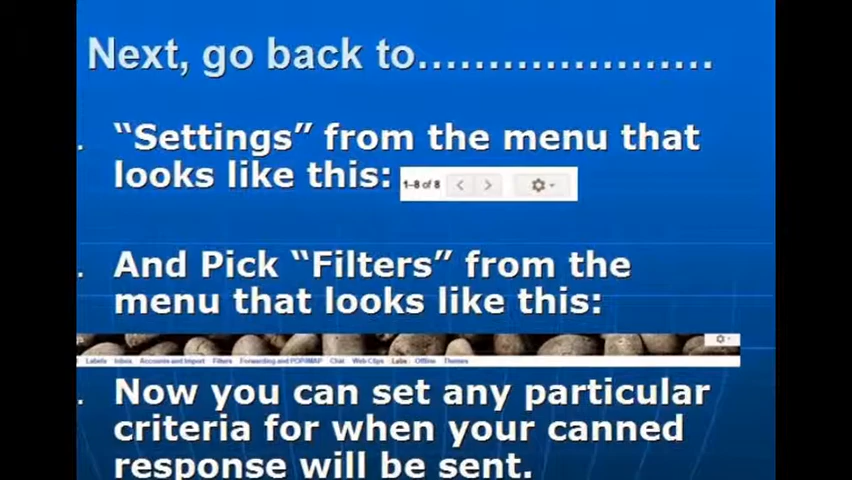 Next, go back to.....................
. “Settings” from the menu that
looks like this: 1–8 of 8
. And Pick “Filters” from the
menu that looks like this:
Labels Inbox Accounts and Import Filters Forwarding and POP/IMAP Chat Web Clips Labs Offline Themes
. Now you can set any particular
criteria for when your canned
response will be sent.